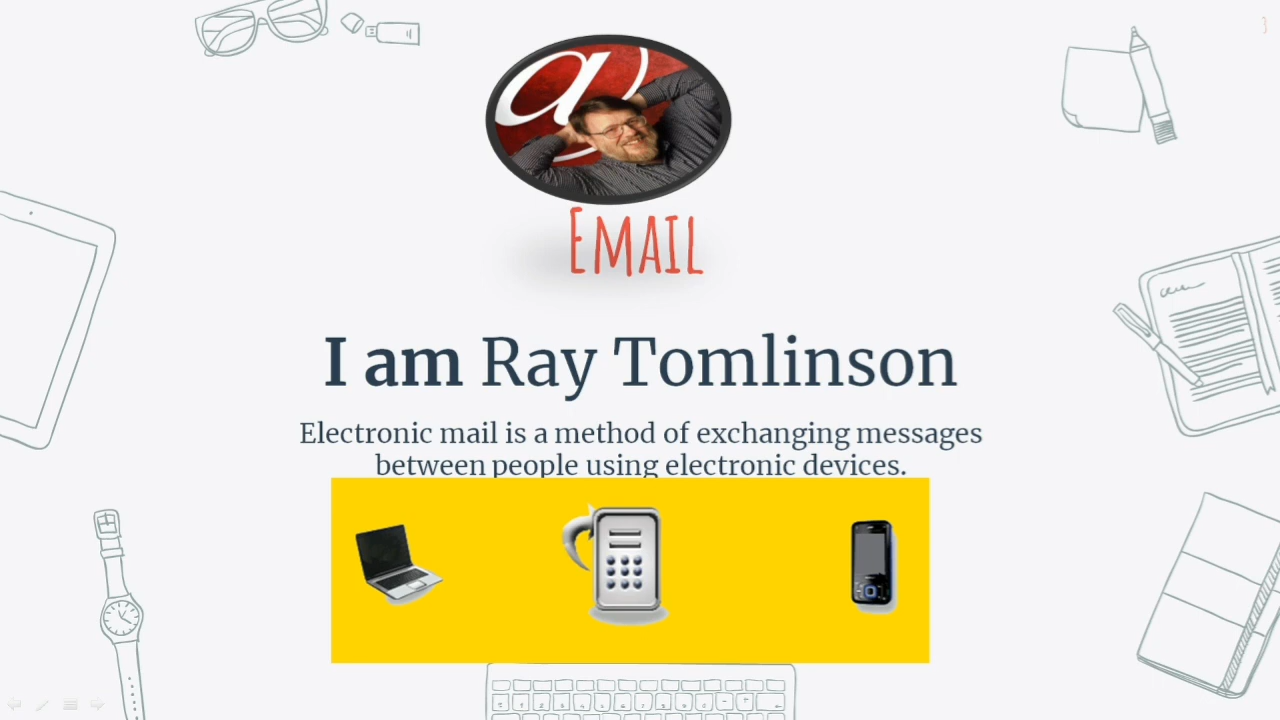 a
EMAIL
I am Ray Tomlinson
Electronic mail is a method of exchanging messages
between people using electronic devices.